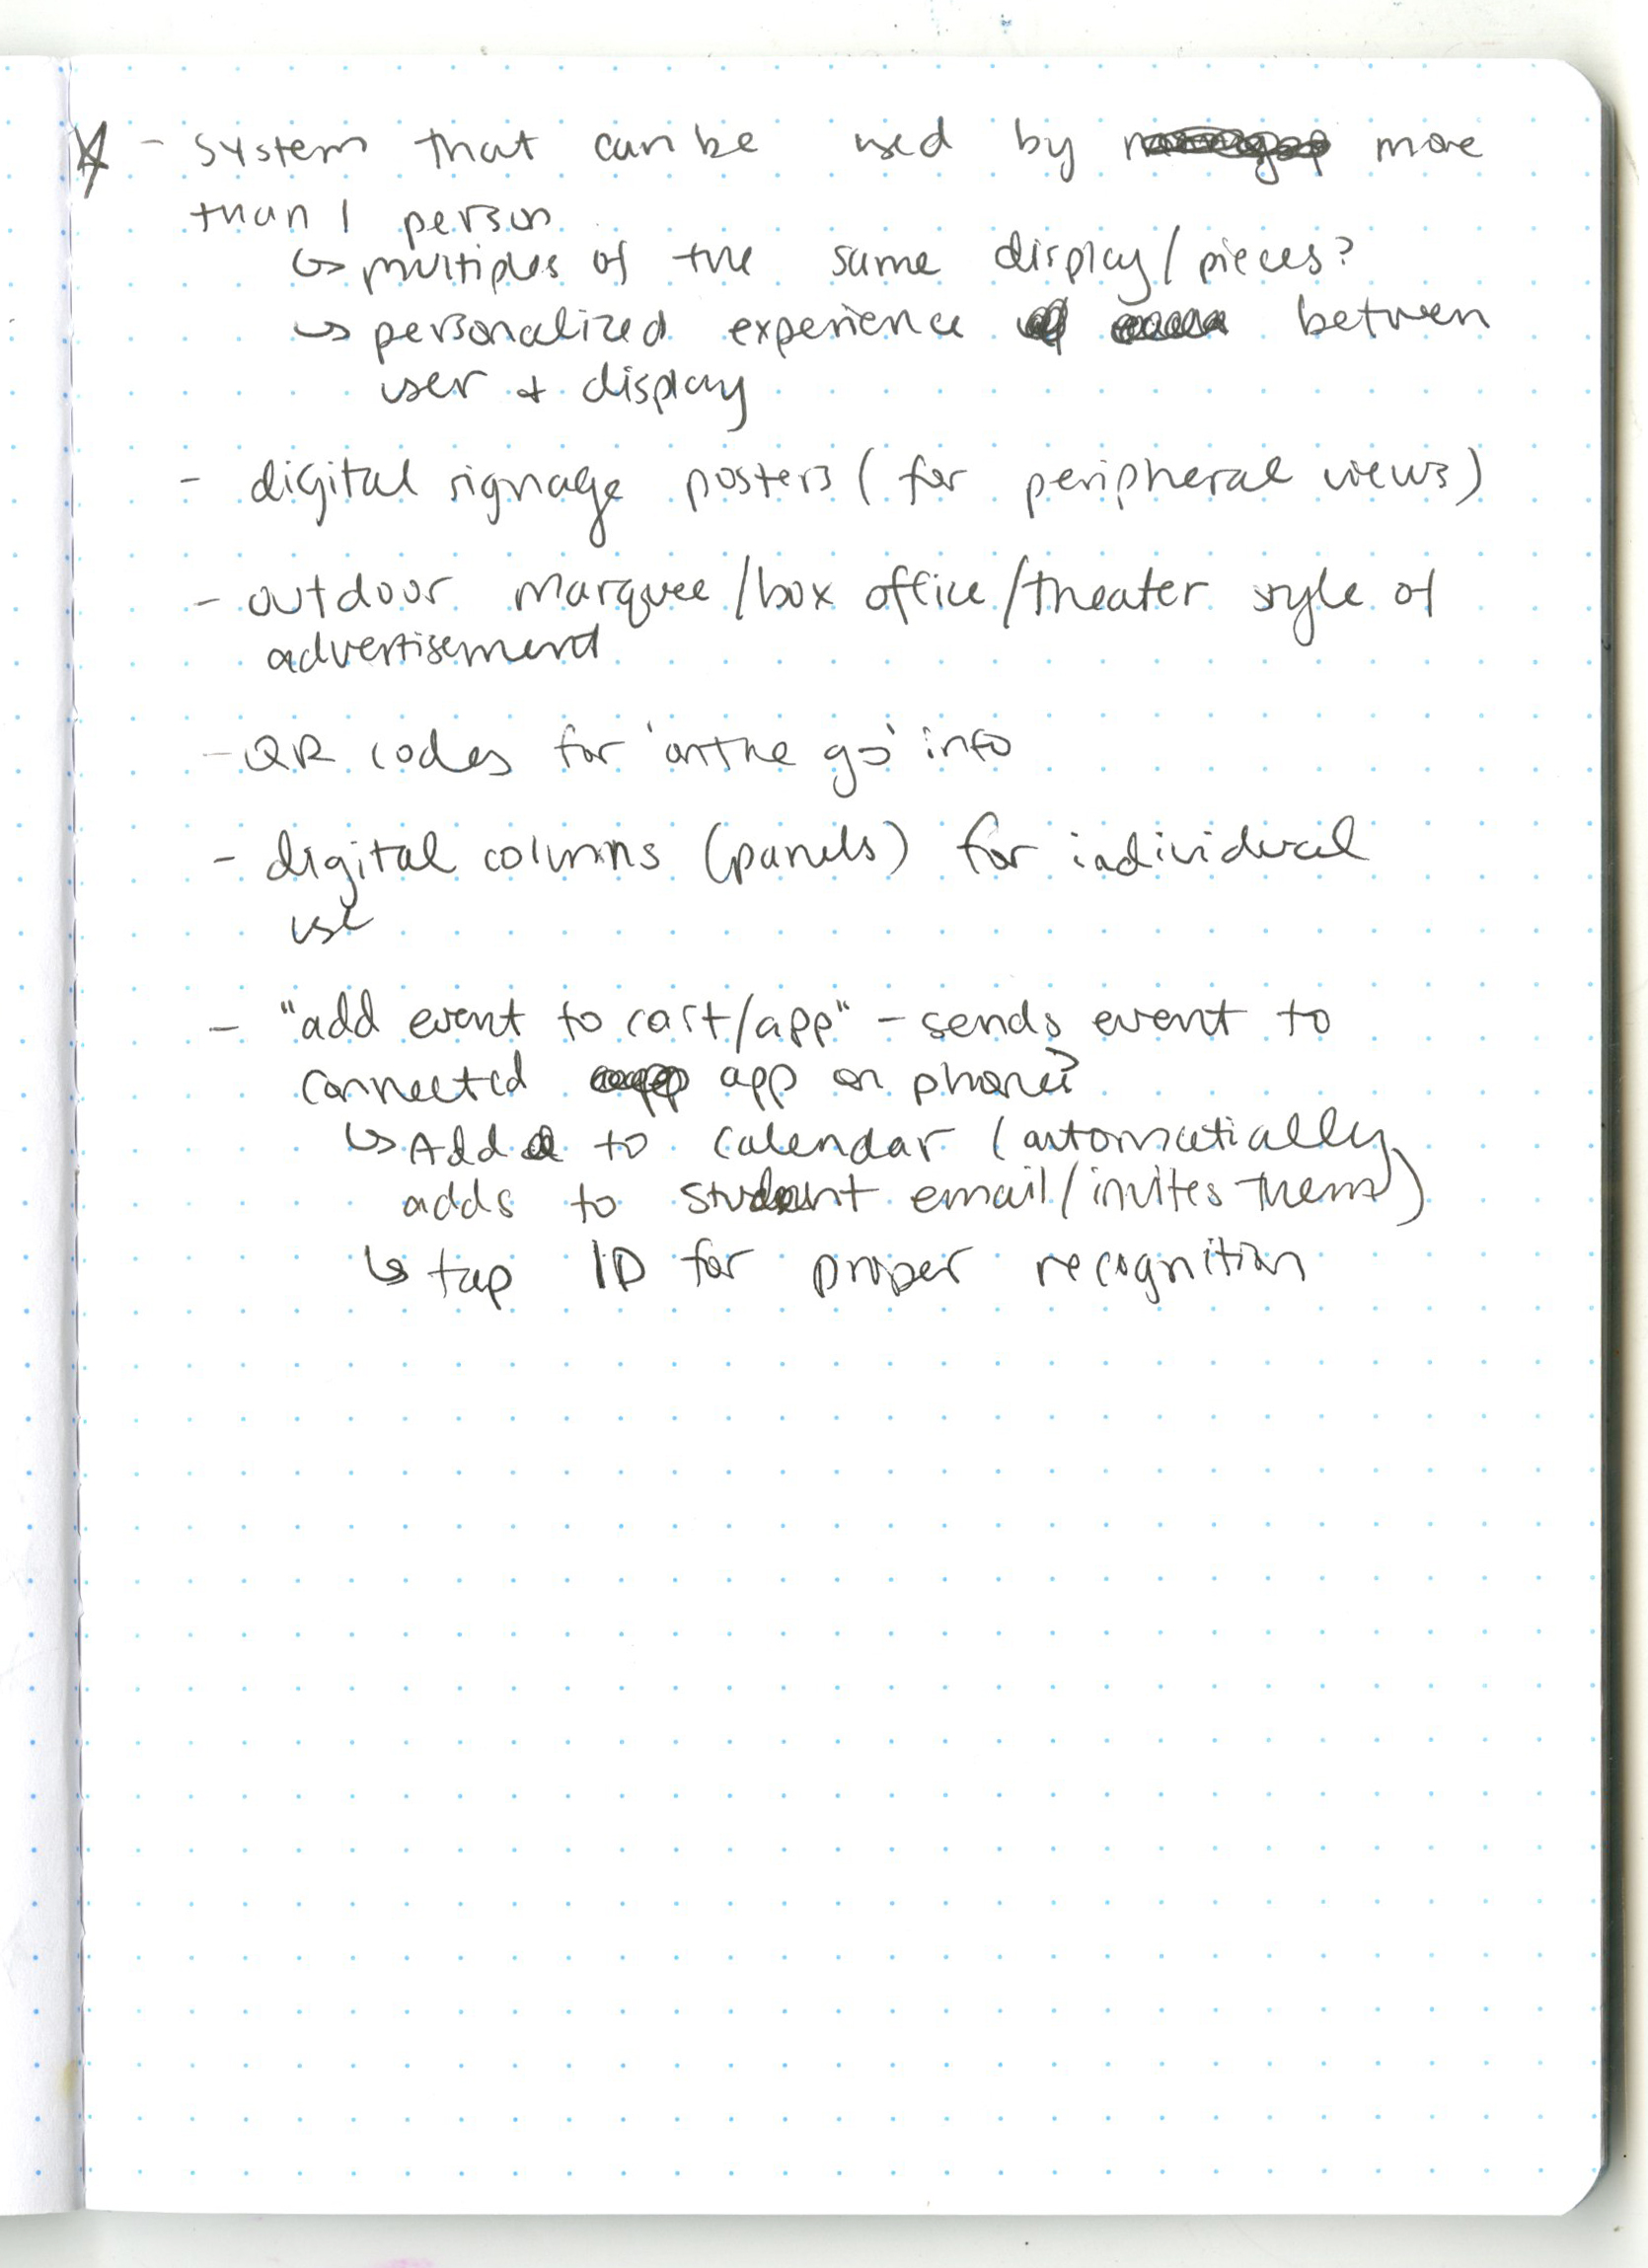 - system that can be used by more
than 1 person
↳ multiples of the same display/pieces?
↳ personalized experience between
user + display
- digital signage posters (for peripheral views)
- outdoor marquee/box office/theater style of
advertisement
- QR codes for 'on the go' info
- digital columns (panels) for individual
use
- "add event to cart/app" - sends event to
connected app on phone?
↳ Add to calendar (automatically
adds to student email/invites them)
↳ tap ID for proper recognition